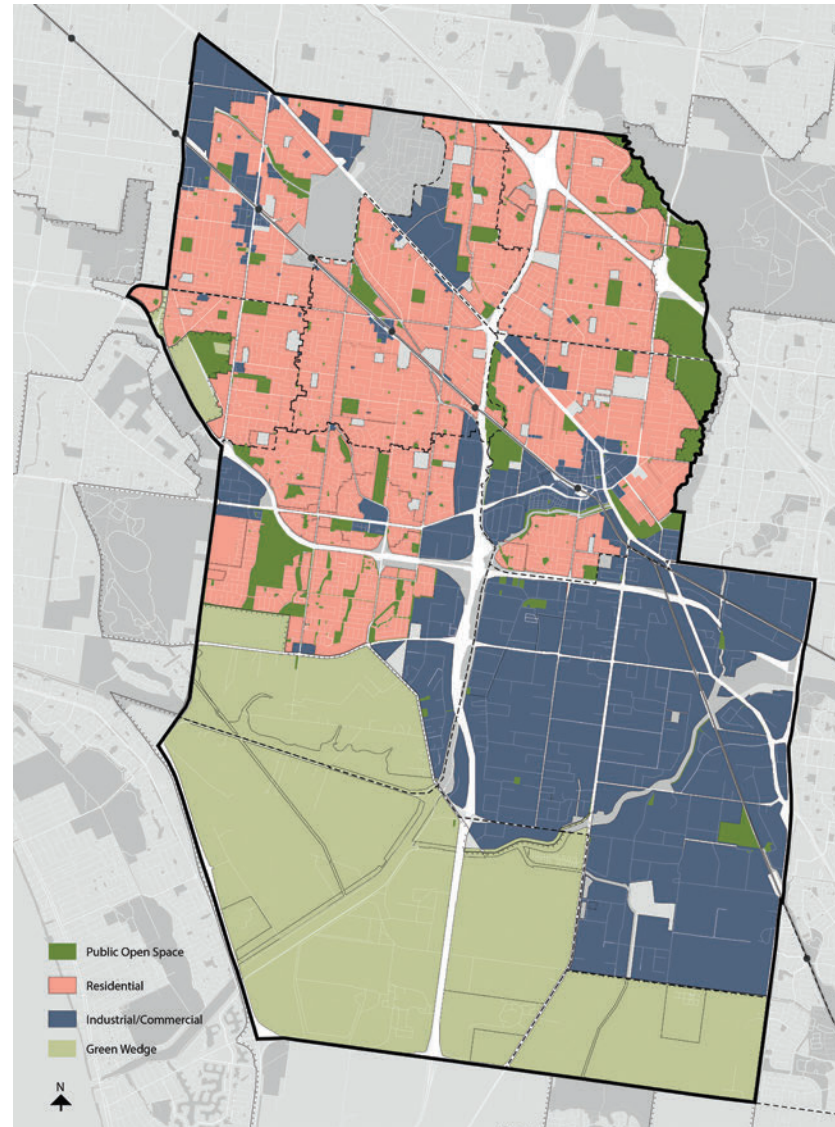 Public Open Space
Residential
Industrial/Commercial
Green Wedge
N